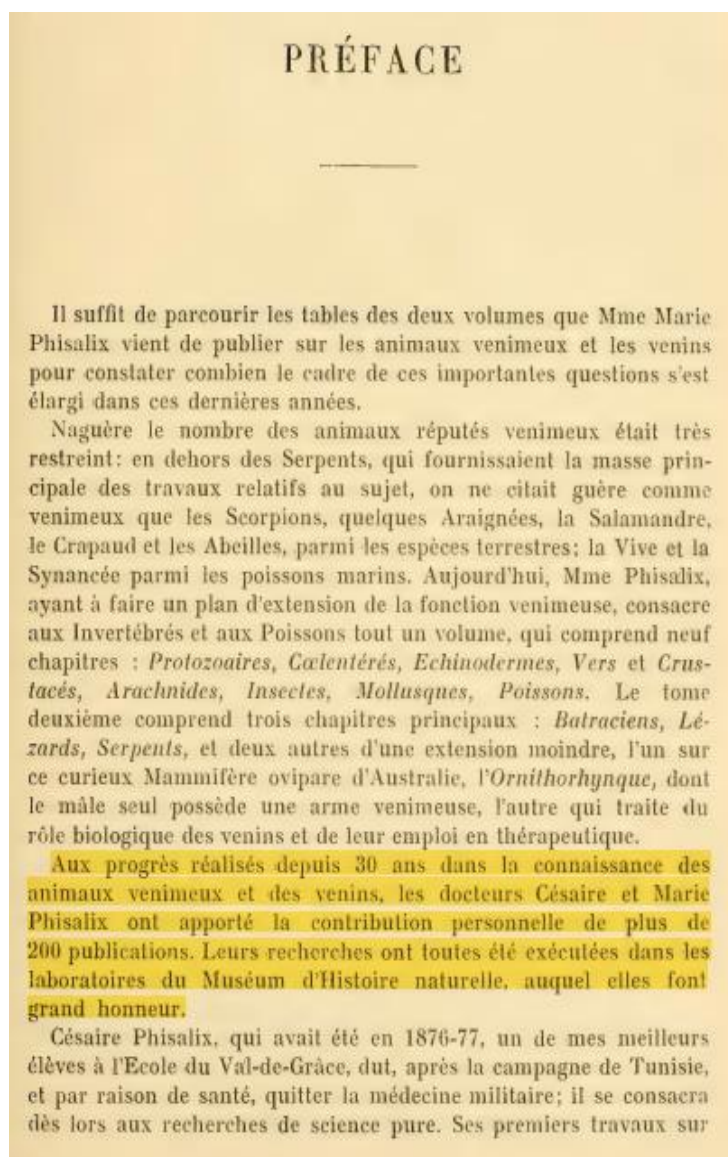 PRÉFACE
Il suffit de parcourir les tables des deux volumes que Mme Marie
Phisalix vient de publier sur les animaux venimeux et les venins
pour constater combien le cadre de ces importantes questions s'est
élargi dans ces dernières années.
Naguère le nombre des animaux réputés venimeux était très
restreint: en dehors des Serpents, qui fournissaient la masse prin-
cipale des travaux relatifs au sujet, on ne citait guère comme
venimeux que les Scorpions, quelques Araignées, la Salamandre,
le Crapaud et les Abeilles, parmi les espèces terrestres; la Vive et la
Synancée parmi les poissons marins. Aujourd'hui, Mme Phisalix,
ayant à faire un plan d'extension de la fonction venimeuse, consacre
aux Invertébrés et aux Poissons tout un volume, qui comprend neuf
chapitres : Protozoaires, Cœlentérés, Echinodermes, Vers et Crus-
tacés, Arachnides, Insectes, Mollusques, Poissons. Le tome
deuxième comprend trois chapitres principaux : Batraciens, Lé-
zards, Serpents, et deux autres d'une extension moindre, l'un sur
ce curieux Mammifère ovipare d'Australie, l'Ornithorhynque, dont
le mâle seul possède une arme venimeuse, l'autre qui traite du
rôle biologique des venins et de leur emploi en thérapeutique.
Aux progrès réalisés depuis 30 ans dans la connaissance des
animaux venimeux et des venins, les docteurs Césaire et Marie
Phisalix ont apporté la contribution personnelle de plus de
200 publications. Leurs recherches ont toutes été exécutées dans les
laboratoires du Muséum d'Histoire naturelle, auquel elles font
grand honneur.
Césaire Phisalix, qui avait été en 1876-77, un de mes meilleurs
élèves à l'Ecole du Val-de-Grâce, dut, après la campagne de Tunisie,
et par raison de santé, quitter la médecine militaire; il se consacra
dès lors aux recherches de science pure. Ses premiers travaux sur